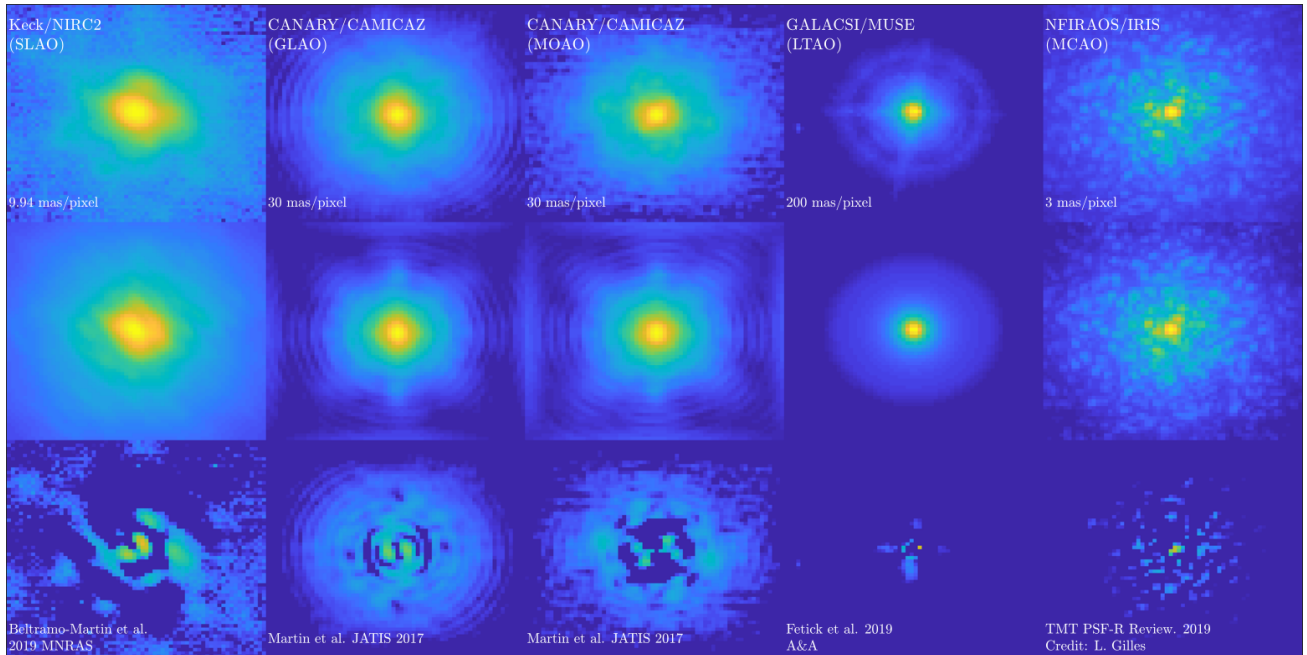 Keck/NIRC2
(SLAO)
CANARY/CAMICAZ
(GLAO)
CANARY/CAMICAZ
(MOAO)
GALACSI/MUSE
(LTAO)
NFIRAOS/IRIS
(MCAO)
9.94 mas/pixel
30 mas/pixel
30 mas/pixel
200 mas/pixel
3 mas/pixel
Beltramo-Martin et al.
2019 MNRAS
Martin et al. JATIS 2017
Martin et al. JATIS 2017
Fetick et al. 2019
A&A
TMT PSF-R Review. 2019
Credit: L. Gilles